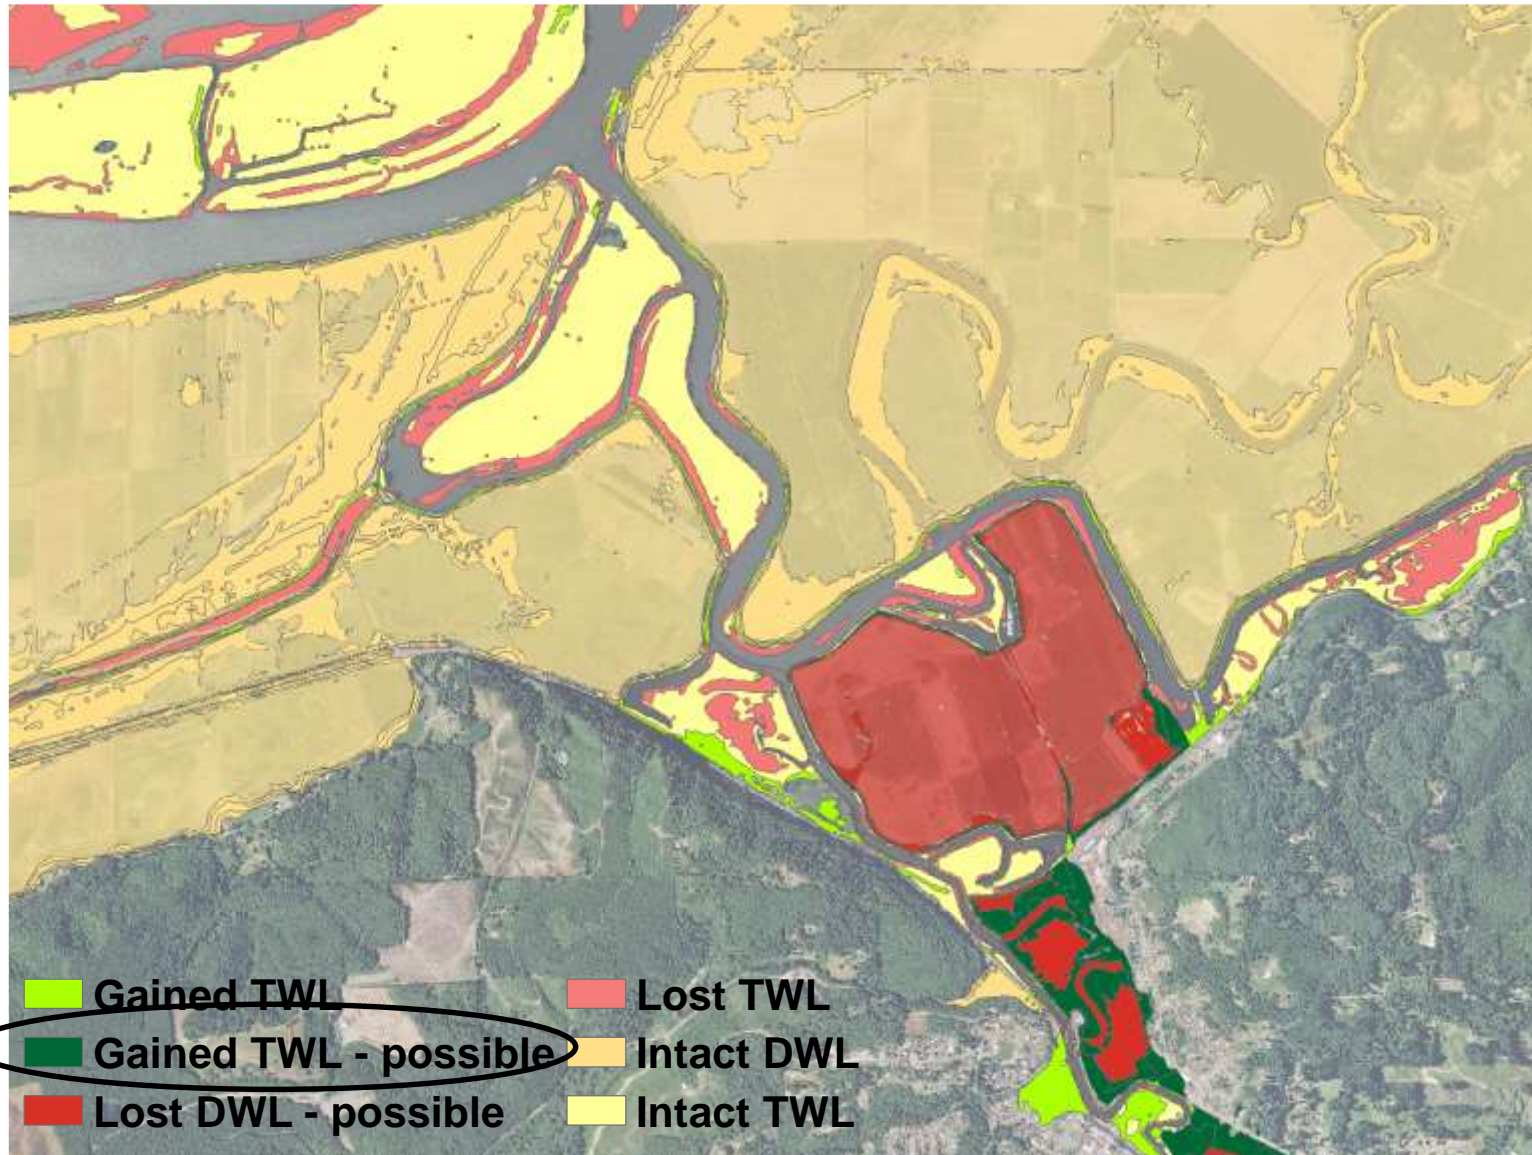 Gained TWL
Gained TWL - possible
Lost DWL - possible
Lost TWL
Intact DWL
Intact TWL